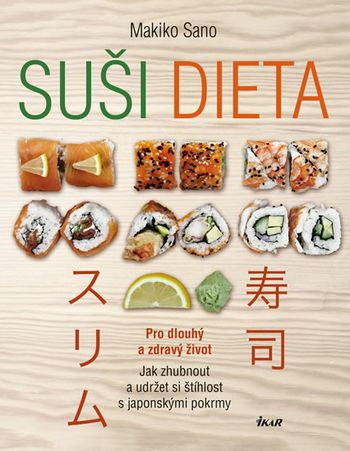 Makiko Sano
SUŠI DIETA
スリム
寿司
Pro dlouhý
a zdravý život
Jak zhubnout
a udržet si štíhlost
s japonskými pokrmy
IKAR